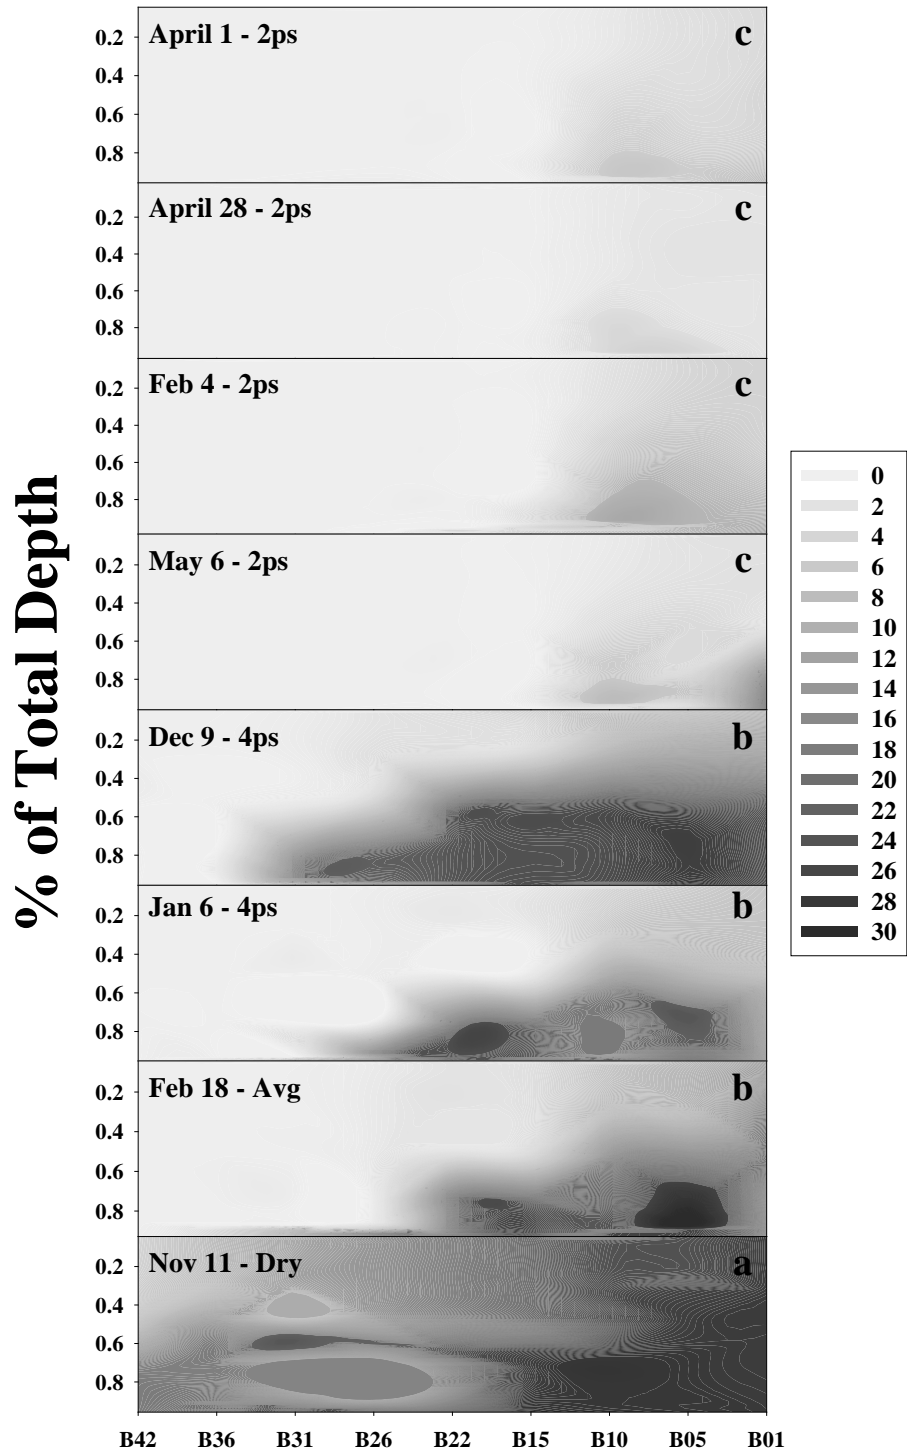 % of Total Depth
April 1 - 2ps
c
0.2
0.4
0.6
0.8
April 28 - 2ps
c
0.2
0.4
0.6
0.8
Feb 4 - 2ps
c
0.2
0.4
0.6
0.8
May 6 - 2ps
c
0.2
0.4
0.6
0.8
Dec 9 - 4ps
b
0.2
0.4
0.6
0.8
Jan 6 - 4ps
b
0.2
0.4
0.6
0.8
Feb 18 - Avg
b
0.2
0.4
0.6
0.8
Nov 11 - Dry
a
0.2
0.4
0.6
0.8
B42 B36 B31 B26 B22 B15 B10 B05 B01
0
2
4
6
8
10
12
14
16
18
20
22
24
26
28
30